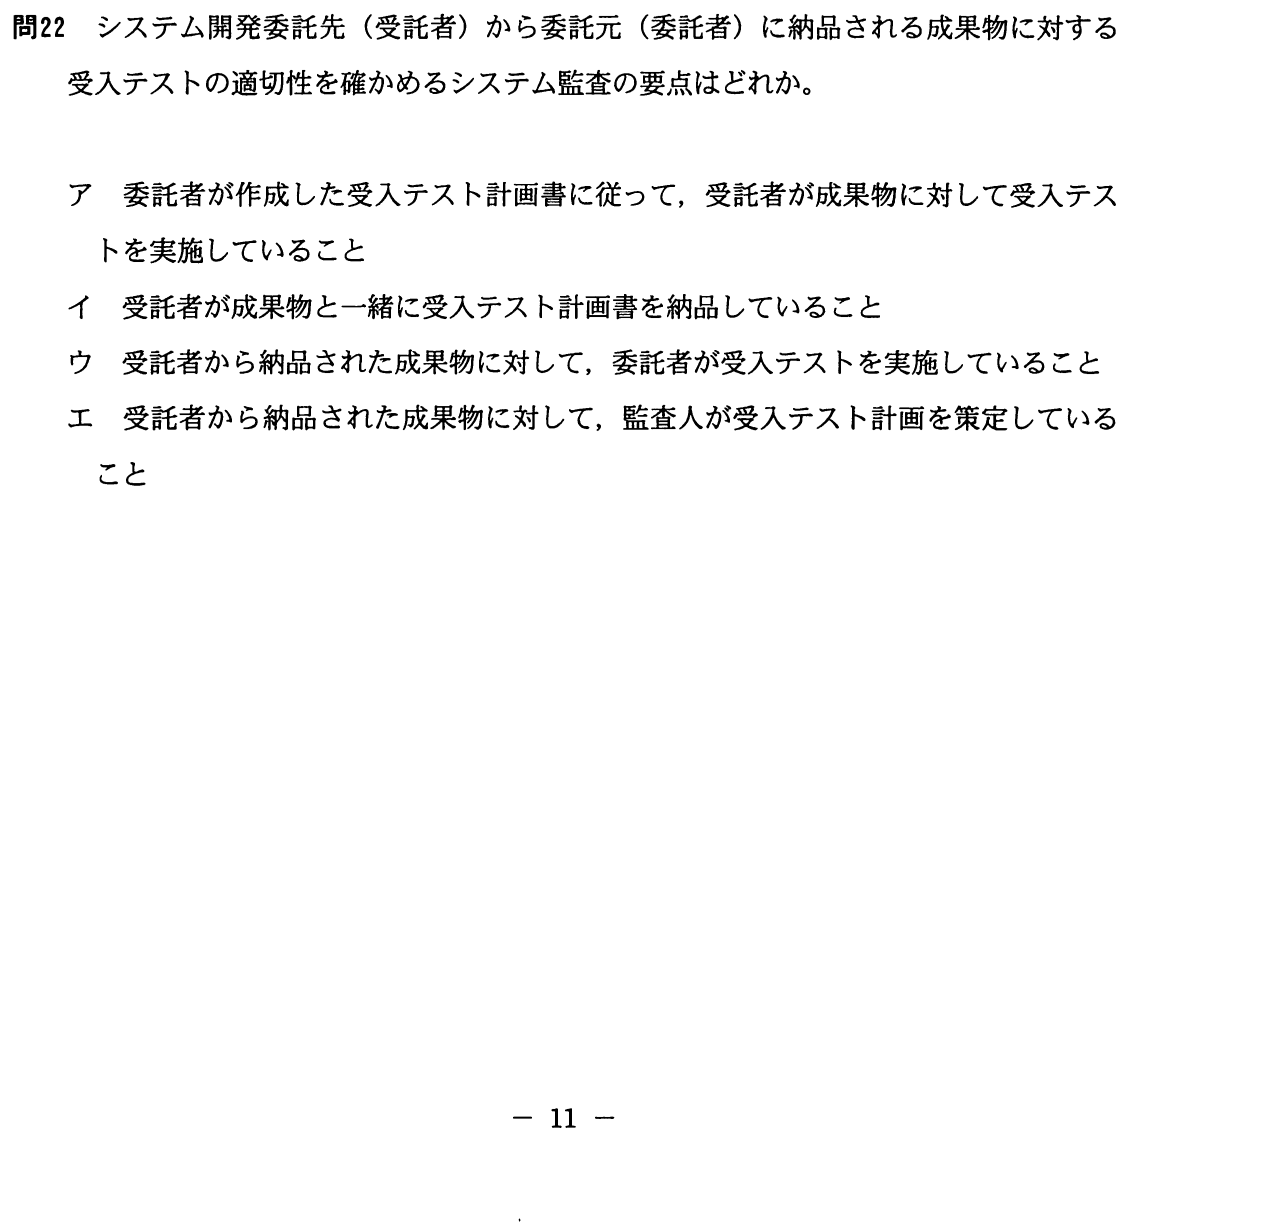 問22　システム開発委託先（受託者）から委託元（委託者）に納品される成果物に対する
受入テストの適切性を確かめるシステム監査の要点はどれか。
ア　委託者が作成した受入テスト計画書に従って，受託者が成果物に対して受入テス
トを実施していること
イ　受託者が成果物と一緒に受入テスト計画書を納品していること
ウ　受託者から納品された成果物に対して，委託者が受入テストを実施していること
エ　受託者から納品された成果物に対して，監査人が受入テスト計画を策定している
こと
－ 11 －